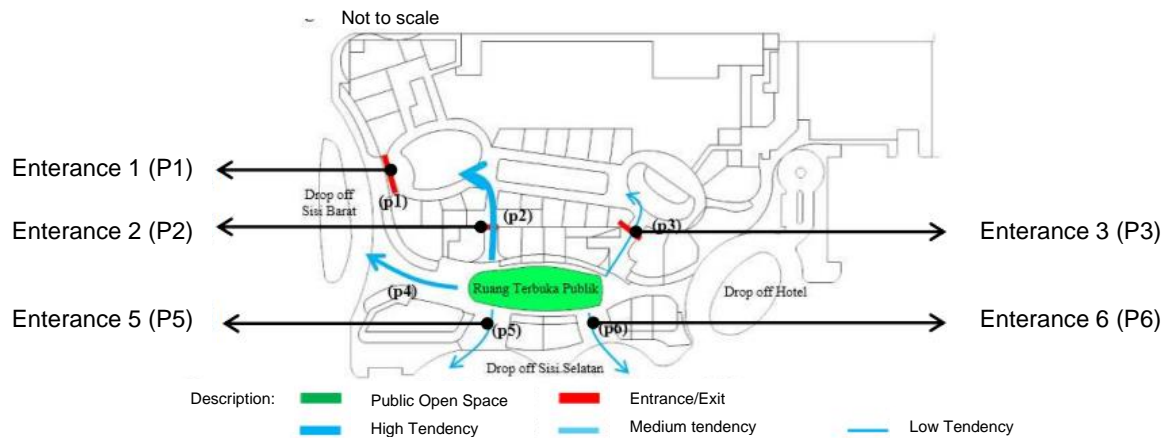 Not to scale
Enterance 1 (P1)
Drop off
Sisi Barat
(p1)
Enterance 2 (P2)
(p2)
(p3)
Enterance 3 (P3)
(p4)
Ruang Terbuka Publik
Drop off Hotel
Enterance 5 (P5)
(p5)
(p6)
Enterance 6 (P6)
Drop off Sisi Selatan
Description:
Public Open Space
Entrance/Exit
High Tendency
Medium tendency
Low Tendency